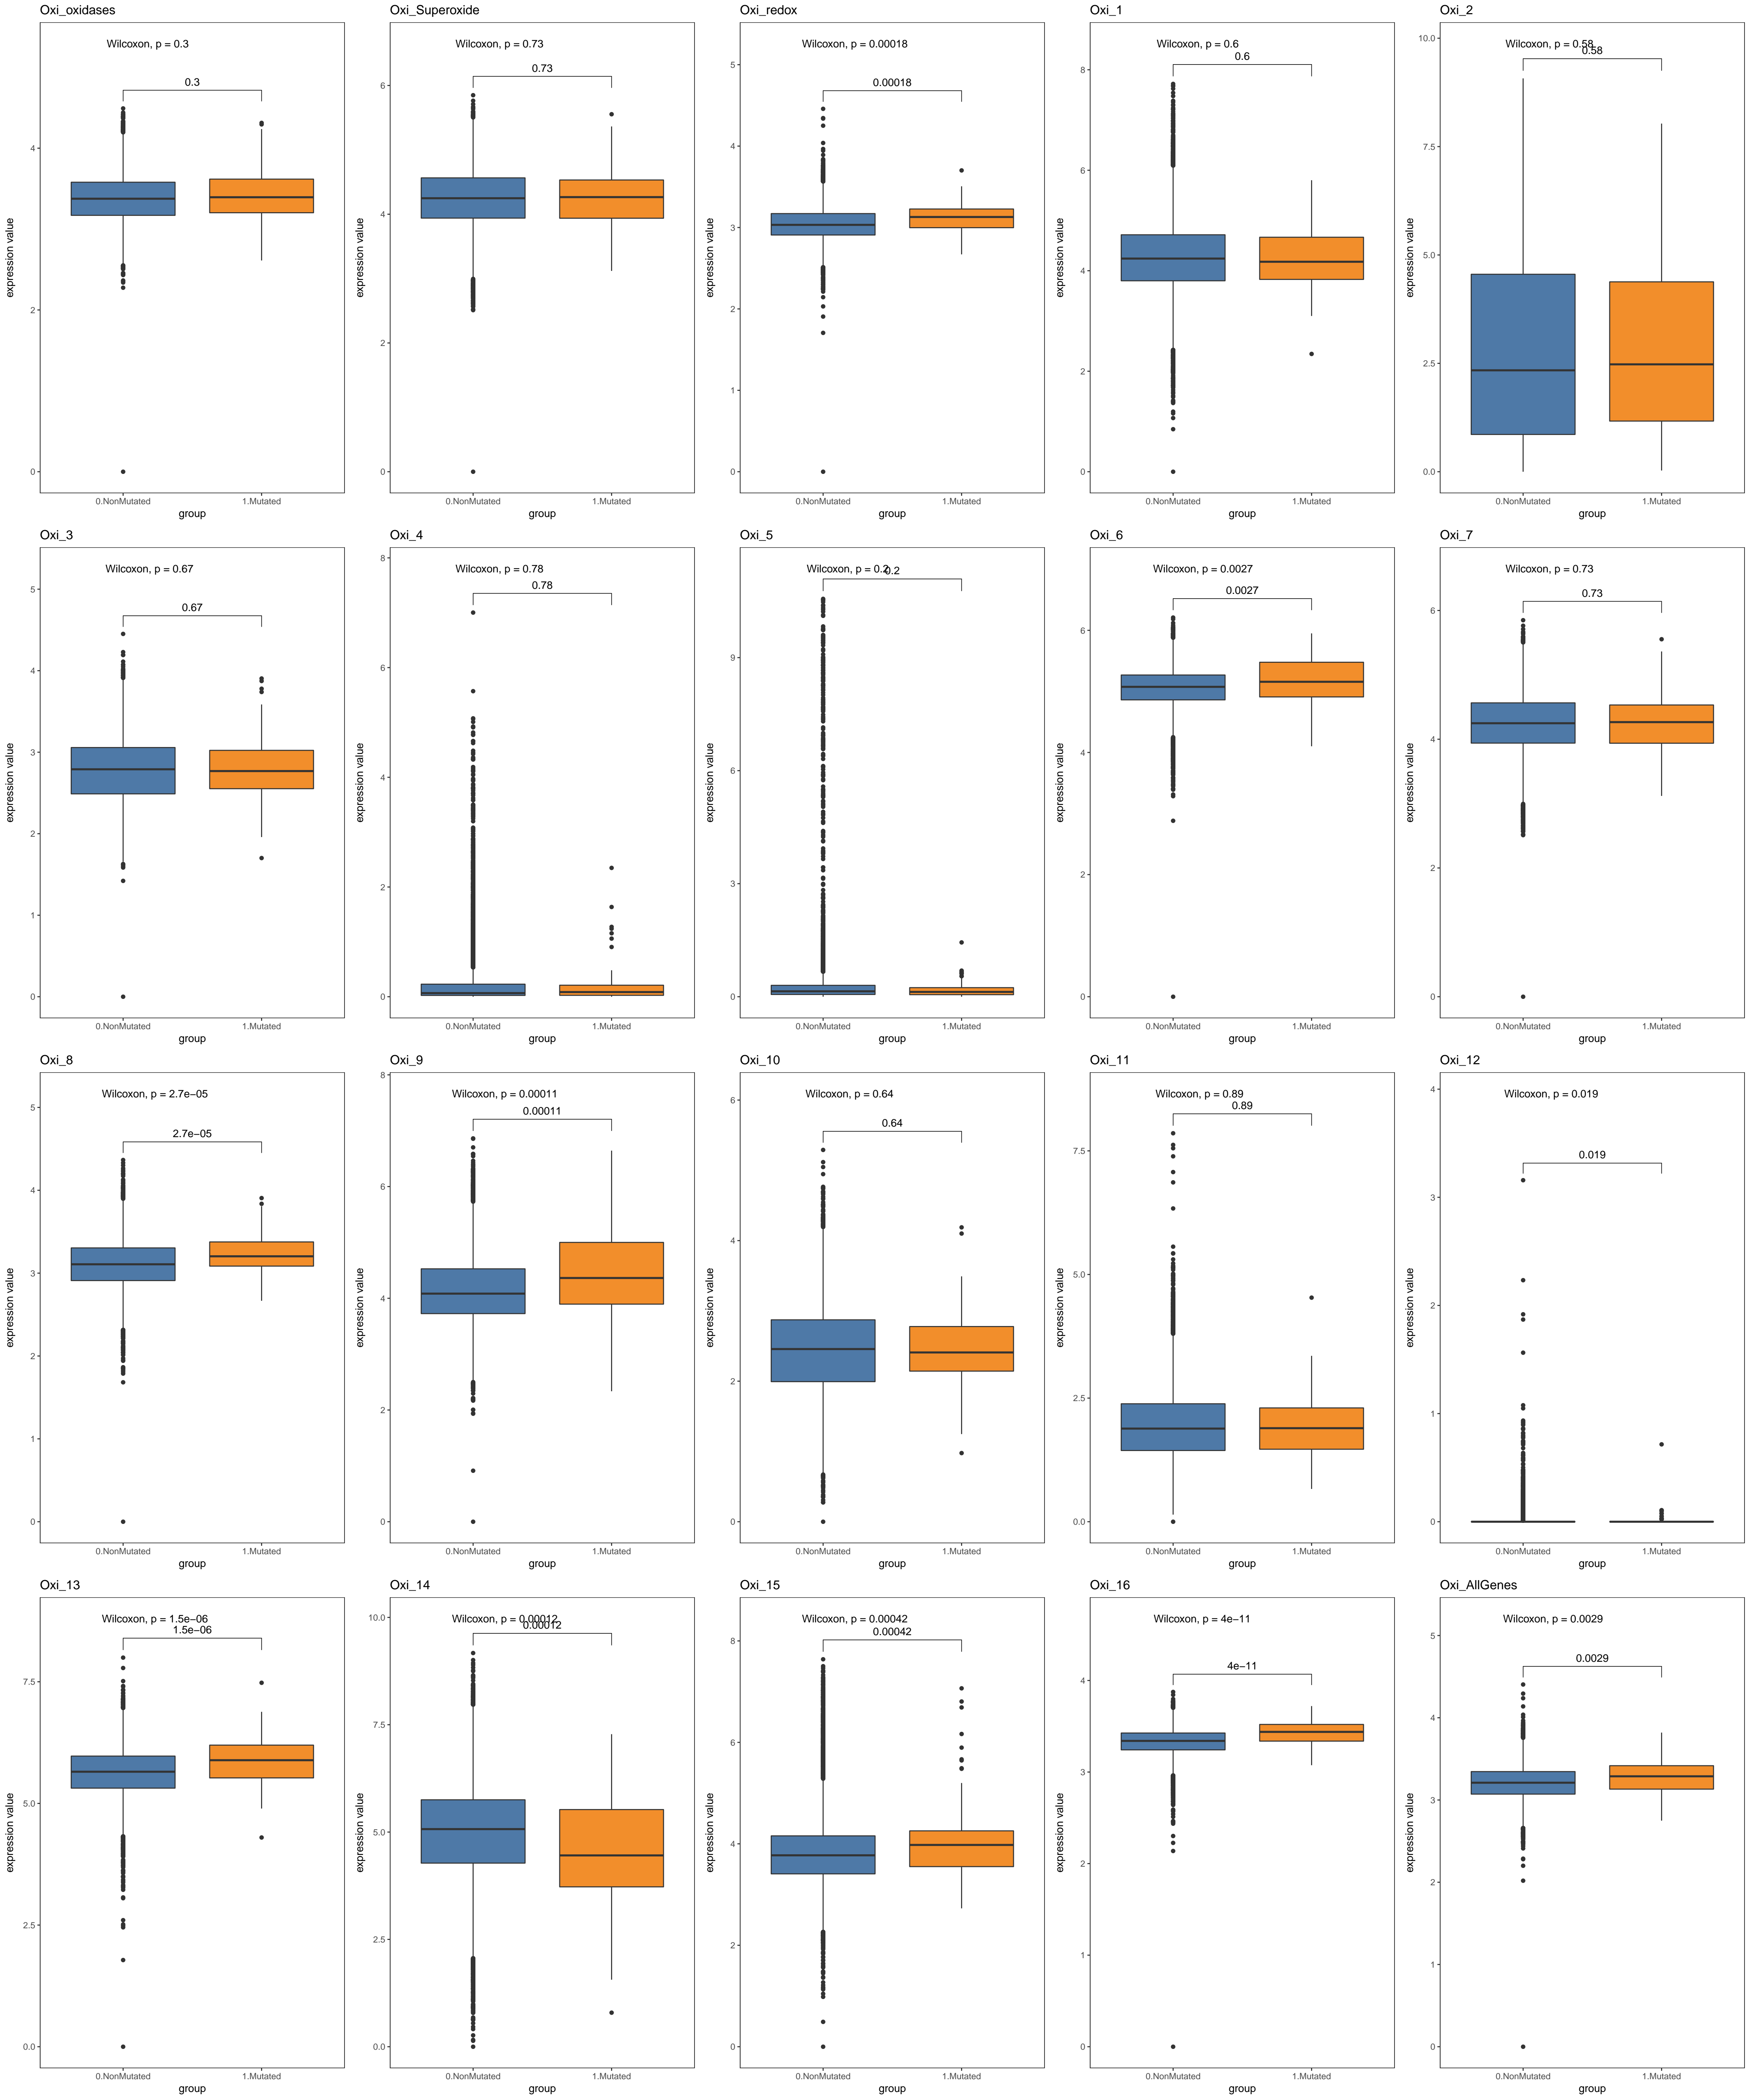 Oxi_oxidases
Wilcoxon, p = 0.3
0.3
4
2
0
expression value
0.NonMutated
1.Mutated
group
Oxi_Superoxide
Wilcoxon, p = 0.73
0.73
6
4
2
0
expression value
0.NonMutated
1.Mutated
group
Oxi_redox
Wilcoxon, p = 0.00018
0.00018
5
4
3
2
1
0
expression value
0.NonMutated
1.Mutated
group
Oxi_1
Wilcoxon, p = 0.6
0.6
8
6
4
2
0
expression value
0.NonMutated
1.Mutated
group
Oxi_2
Wilcoxon, p = 0.58
0.58
10.0
7.5
5.0
2.5
0.0
expression value
0.NonMutated
1.Mutated
group
Oxi_3
Wilcoxon, p = 0.67
0.67
5
4
3
2
1
0
expression value
0.NonMutated
1.Mutated
group
Oxi_4
Wilcoxon, p = 0.78
0.78
8
6
4
2
0
expression value
0.NonMutated
1.Mutated
group
Oxi_5
Wilcoxon, p = 0.2
0.2
9
6
3
0
expression value
0.NonMutated
1.Mutated
group
Oxi_6
Wilcoxon, p = 0.0027
0.0027
6
4
2
0
expression value
0.NonMutated
1.Mutated
group
Oxi_7
Wilcoxon, p = 0.73
0.73
6
4
2
0
expression value
0.NonMutated
1.Mutated
group
Oxi_8
Wilcoxon, p = 2.7e−05
2.7e−05
5
4
3
2
1
0
expression value
0.NonMutated
1.Mutated
group
Oxi_9
Wilcoxon, p = 0.00011
0.00011
8
6
4
2
0
expression value
0.NonMutated
1.Mutated
group
Oxi_10
Wilcoxon, p = 0.64
0.64
6
4
2
0
expression value
0.NonMutated
1.Mutated
group
Oxi_11
Wilcoxon, p = 0.89
0.89
7.5
5.0
2.5
0.0
expression value
0.NonMutated
1.Mutated
group
Oxi_12
Wilcoxon, p = 0.019
0.019
4
3
2
1
0
expression value
0.NonMutated
1.Mutated
group
Oxi_13
Wilcoxon, p = 1.5e−06
1.5e−06
7.5
5.0
2.5
0.0
expression value
0.NonMutated
1.Mutated
group
Oxi_14
Wilcoxon, p = 0.00012
0.00012
10.0
7.5
5.0
2.5
0.0
expression value
0.NonMutated
1.Mutated
group
Oxi_15
Wilcoxon, p = 0.00042
0.00042
8
6
4
2
0
expression value
0.NonMutated
1.Mutated
group
Oxi_16
Wilcoxon, p = 4e−11
4e−11
4
3
2
1
0
expression value
0.NonMutated
1.Mutated
group
Oxi_AllGenes
Wilcoxon, p = 0.0029
0.0029
5
4
3
2
1
0
expression value
0.NonMutated
1.Mutated
group